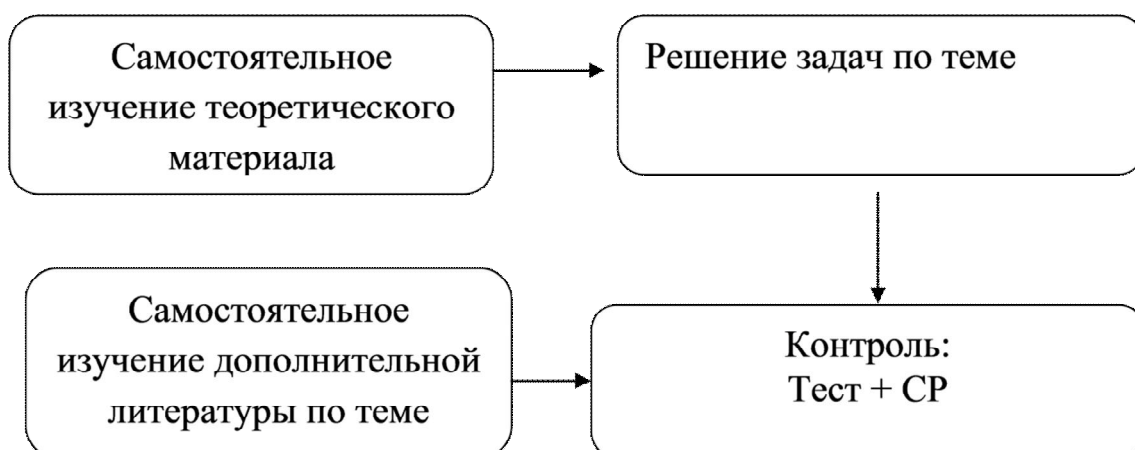 Самостоятельное
изучение теоретического
материала
Решение задач по теме
Самостоятельное
изучение дополнительной
литературы по теме
Контроль:
Тест + СР